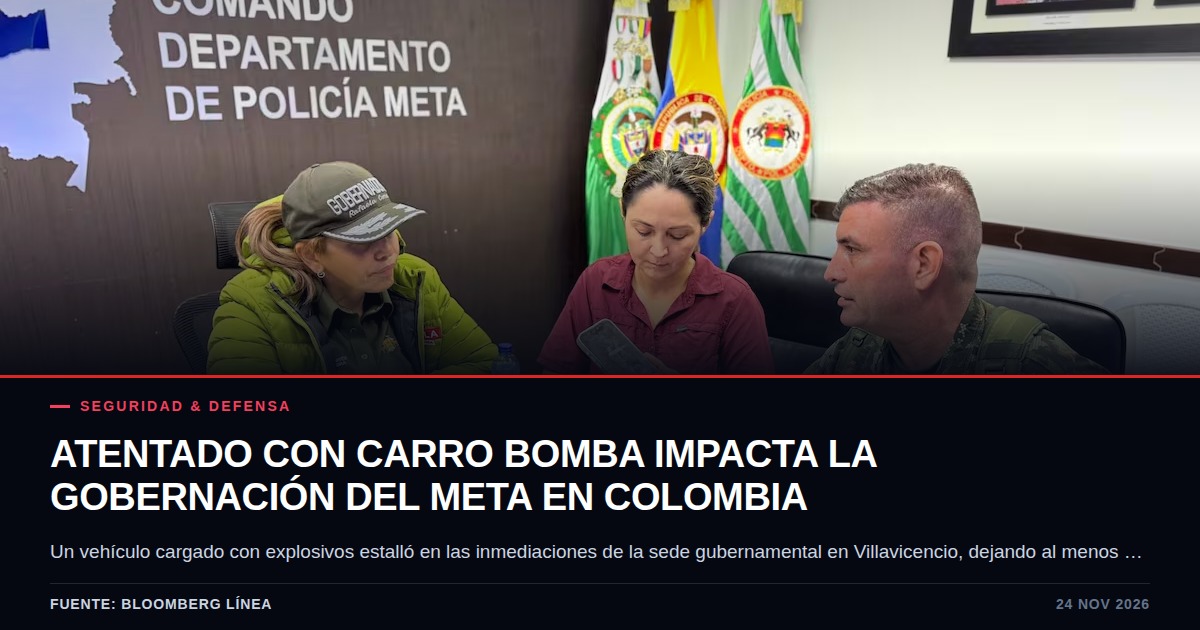 COMANDO
DEPARTAMENTO
DE POLICÍA META
SEGURIDAD & DEFENSA
ATENTADO CON CARRO BOMBA IMPACTA LA
GOBERNACIÓN DEL META EN COLOMBIA
Un vehículo cargado con explosivos estalló en las inmediaciones de la sede gubernamental en Villavicencio, dejando al menos …
FUENTE: BLOOMBERG LÍNEA
24 NOV 2026